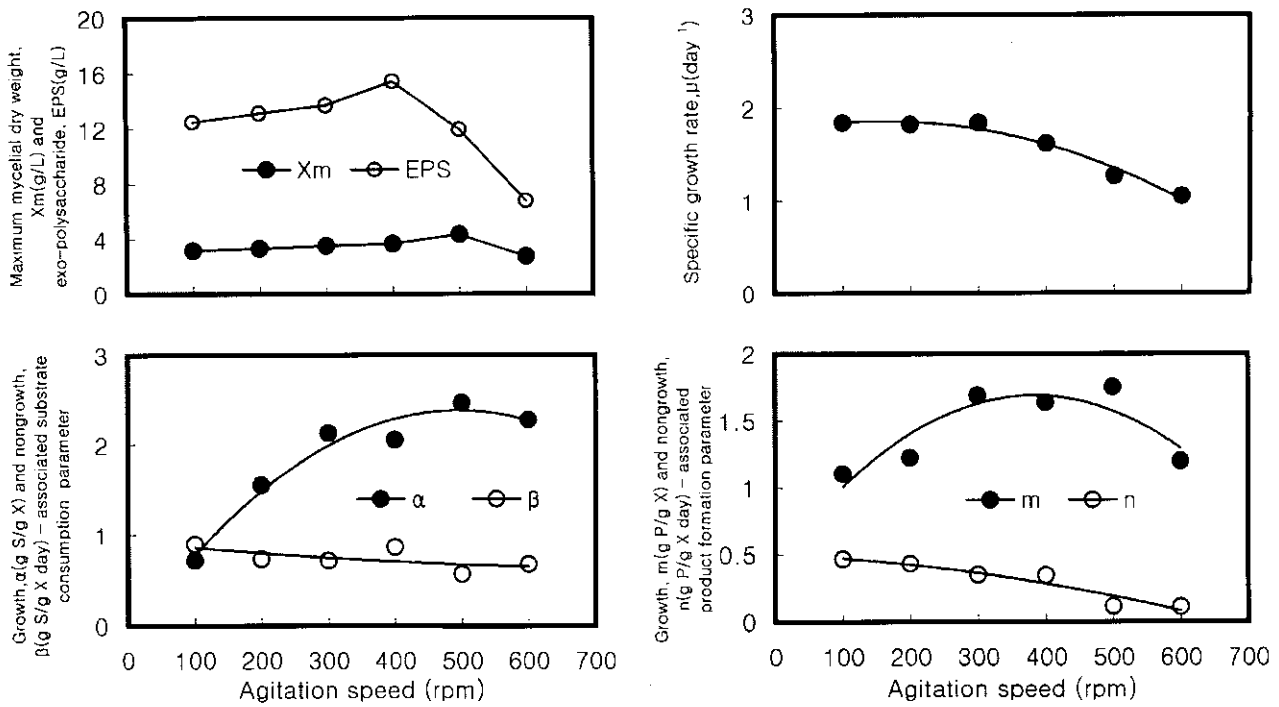 Maximum mycelial dry weight,
Xm(g/L) and
exo-polysaccharide, EPS(g/L)
20
16
12
8
4
0
Xm
EPS
Specific growth rate,μ(day ¹)
3
2
1
0
Growth,α(g S/g X) and nongrowth,
β(g S/g X day) – associated substrate
consumption parameter
3
2
1
0
α
β
0 100 200 300 400 500 600 700
Agitation speed (rpm)
Growth, m(g P/g X) and nongrowth,
n(g P/g X day) – associated
product formation parameter
2
1.5
1
0.5
0
m
n
0 100 200 300 400 500 600 700
Agitation speed (rpm)